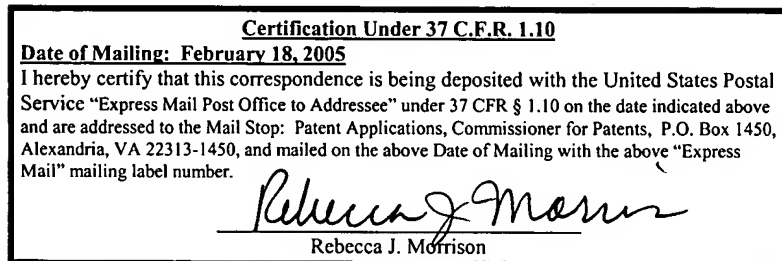 Certification Under 37 C.F.R. 1.10
Date of Mailing: February 18, 2005
I hereby certify that this correspondence is being deposited with the United States Postal
Service “Express Mail Post Office to Addressee” under 37 CFR § 1.10 on the date indicated above
and are addressed to the Mail Stop: Patent Applications, Commissioner for Patents, P.O. Box 1450,
Alexandria, VA 22313-1450, and mailed on the above Date of Mailing with the above “Express
Mail” mailing label number.
Rebecca J Morrison
Rebecca J. Morrison